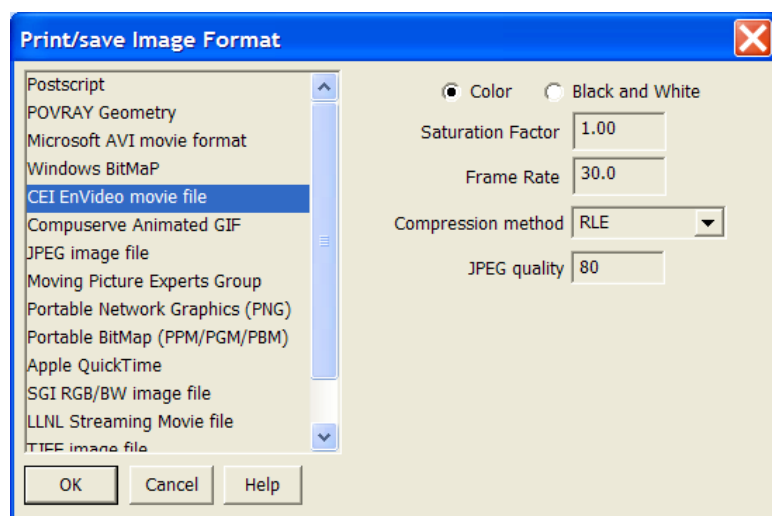 Print/save Image Format
Postscript
POVRAY Geometry
Microsoft AVI movie format
Windows BitMaP
CEI EnVideo movie file
Compuserve Animated GIF
JPEG image file
Moving Picture Experts Group
Portable Network Graphics (PNG)
Portable BitMap (PPM/PGM/PBM)
Apple QuickTime
SGI RGB/BW image file
LLNL Streaming Movie file
TIFF image file
Color Black and White
Saturation Factor 1.00
Frame Rate 30.0
Compression method RLE
JPEG quality 80
OK Cancel Help